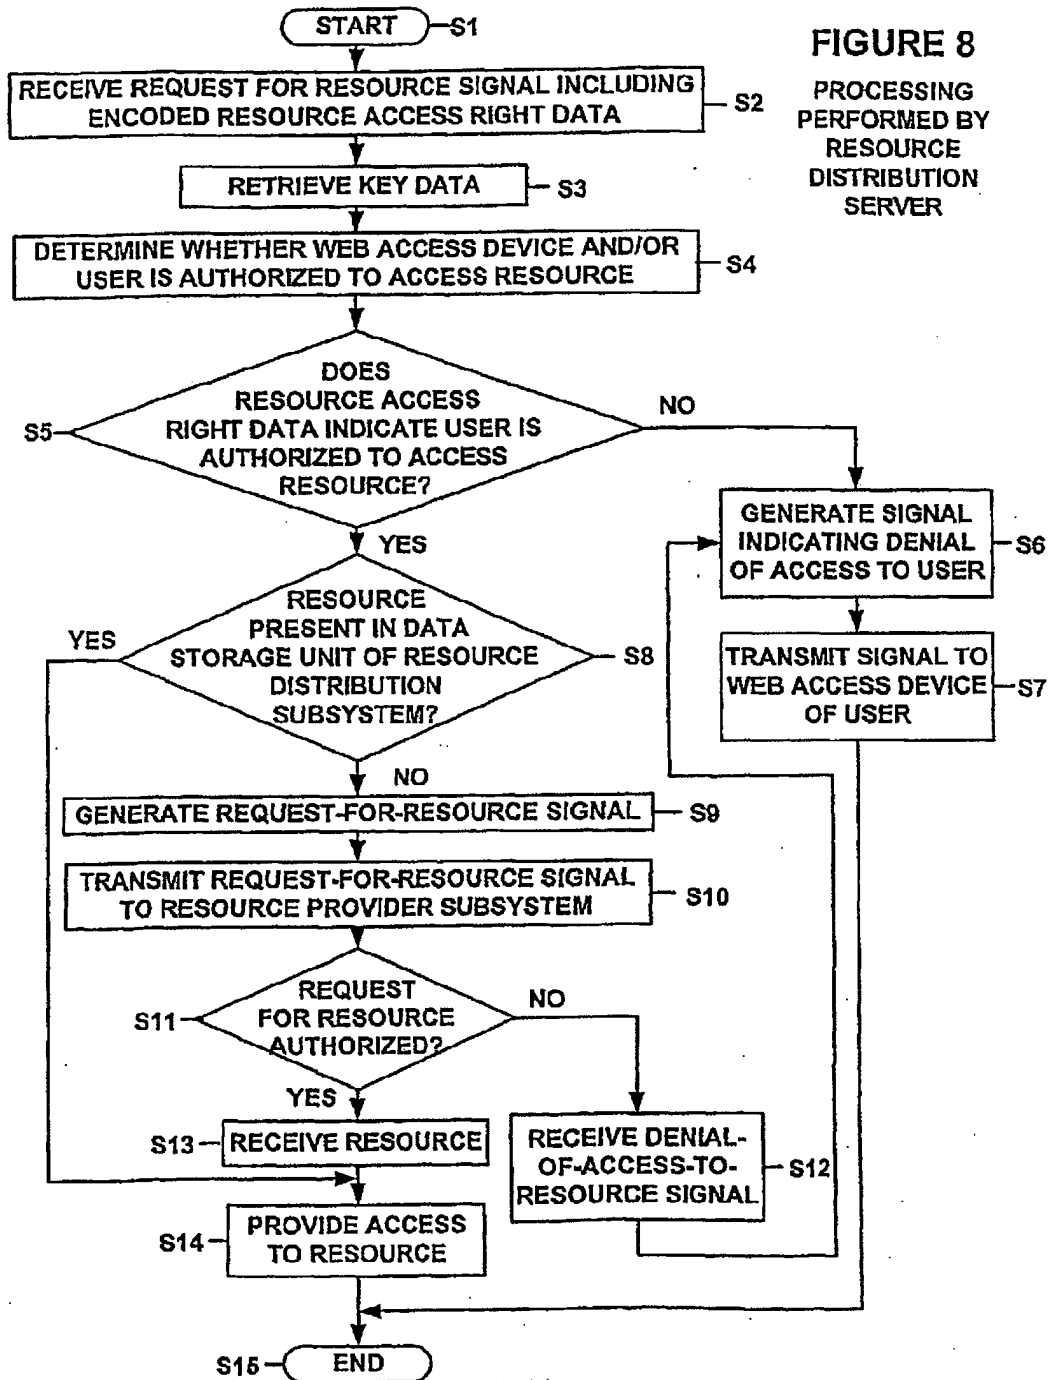 START
S1
FIGURE 8
PROCESSING
PERFORMED BY
RESOURCE
DISTRIBUTION
SERVER
RECEIVE REQUEST FOR RESOURCE SIGNAL INCLUDING
ENCODED RESOURCE ACCESS RIGHT DATA
S2
RETRIEVE KEY DATA
S3
DETERMINE WHETHER WEB ACCESS DEVICE AND/OR
USER IS AUTHORIZED TO ACCESS RESOURCE
S4
DOES
RESOURCE ACCESS
RIGHT DATA INDICATE USER IS
AUTHORIZED TO ACCESS
RESOURCE?
S5
NO
YES
GENERATE SIGNAL
INDICATING DENIAL
OF ACCESS TO USER
S6
TRANSMIT SIGNAL TO
WEB ACCESS DEVICE
OF USER
S7
RESOURCE
PRESENT IN DATA
STORAGE UNIT OF RESOURCE
DISTRIBUTION
SUBSYSTEM?
S8
YES
NO
GENERATE REQUEST-FOR-RESOURCE SIGNAL
S9
TRANSMIT REQUEST-FOR-RESOURCE SIGNAL
TO RESOURCE PROVIDER SUBSYSTEM
S10
REQUEST
FOR RESOURCE
AUTHORIZED?
S11
NO
YES
RECEIVE DENIAL-
OF-ACCESS-TO-
RESOURCE SIGNAL
S12
S13
RECEIVE RESOURCE
S14
PROVIDE ACCESS
TO RESOURCE
S15
END